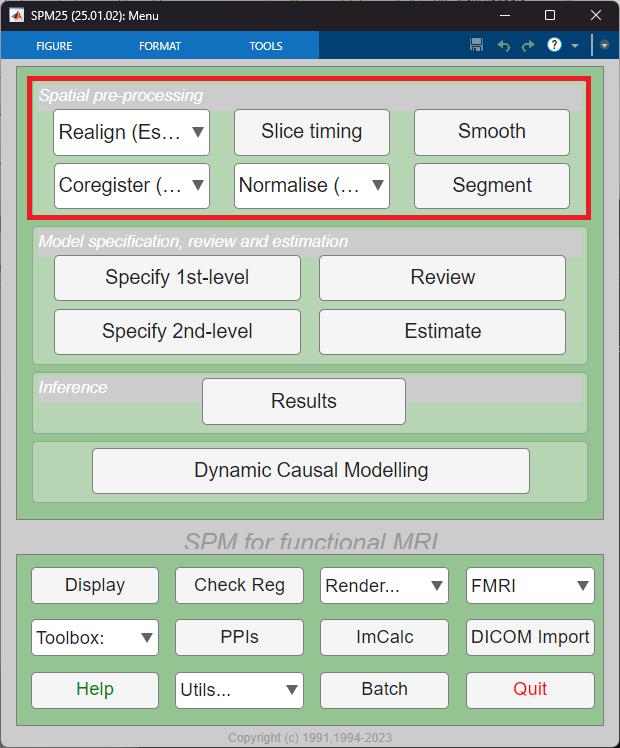 SPM25 (25.01.02): Menu
FIGURE FORMAT TOOLS
Spatial pre-processing
Realign (Es... Slice timing Smooth
Coregister (... Normalise (... Segment
Model specification, review and estimation
Specify 1st-level Review
Specify 2nd-level Estimate
Inference
Results
Dynamic Causal Modelling
SPM for functional MRI
Display Check Reg Render... FMRI
Toolbox: PPIs ImCalc DICOM Import
Help Utils... Batch Quit
Copyright (c) 1991,1994-2023